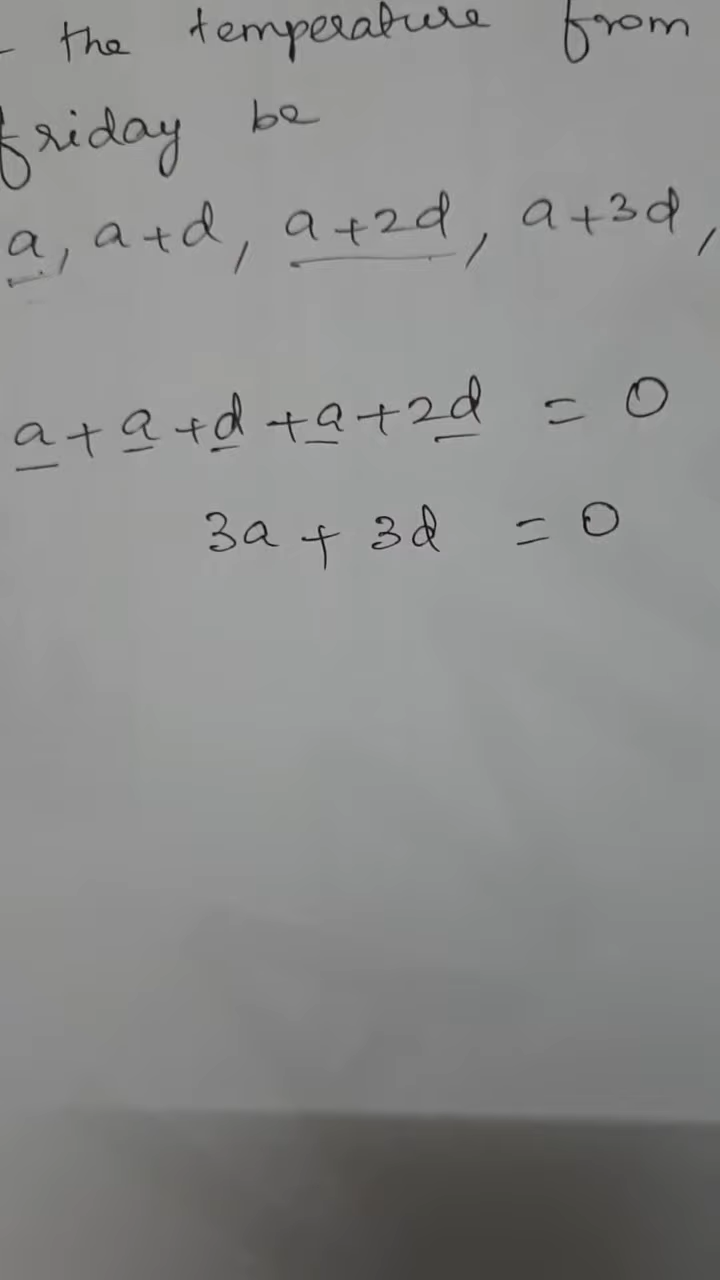 the temperature from
friday be
a, a+d, a+2d, a+3d,
a + a + d + a + 2d = 0
3a + 3d = 0